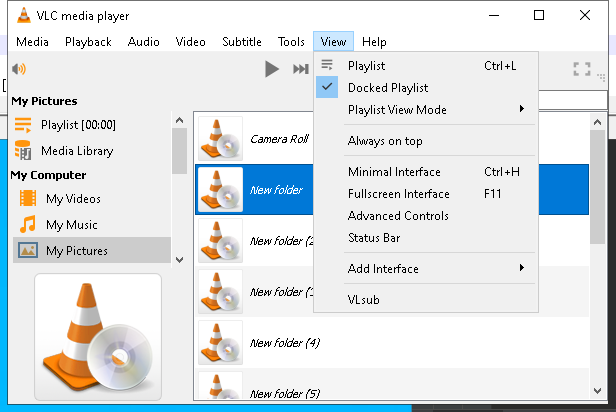 VLC media player
Media Playback Audio Video Subtitle Tools View Help
My Pictures
Playlist [00:00]
Media Library
My Computer
My Videos
My Music
My Pictures
Camera Roll
New folder
New folder (2
New folder (3
New folder (4)
New folder (5)
Playlist Ctrl+L
Docked Playlist
Playlist View Mode
Always on top
Minimal Interface Ctrl+H
Fullscreen Interface F11
Advanced Controls
Status Bar
Add Interface
VLsub